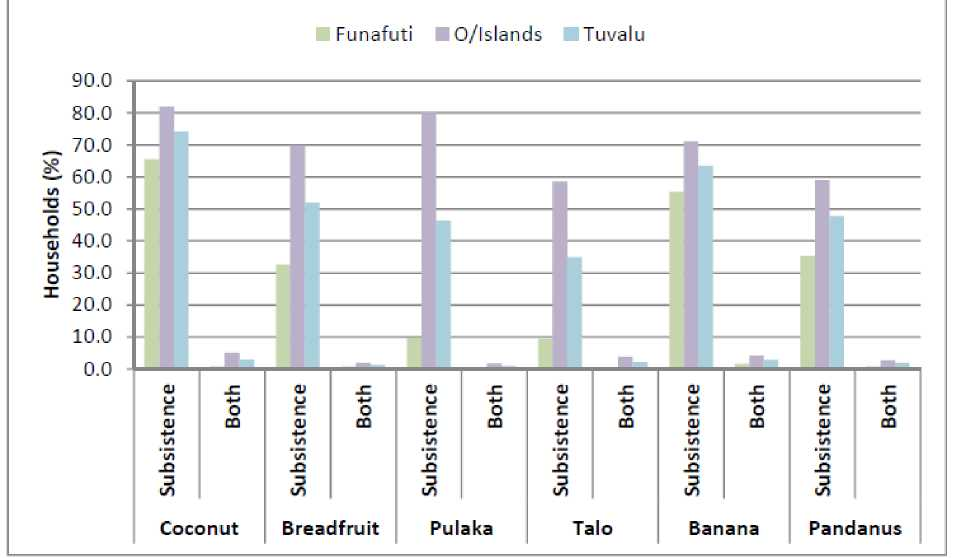 Funafuti O/Islands Tuvalu
Households (%)
90.0
80.0
70.0
60.0
50.0
40.0
30.0
20.0
10.0
0.0
Subsistence Both Subsistence Both Subsistence Both Subsistence Both Subsistence Both Subsistence Both
Coconut Breadfruit Pulaka Talo Banana Pandanus